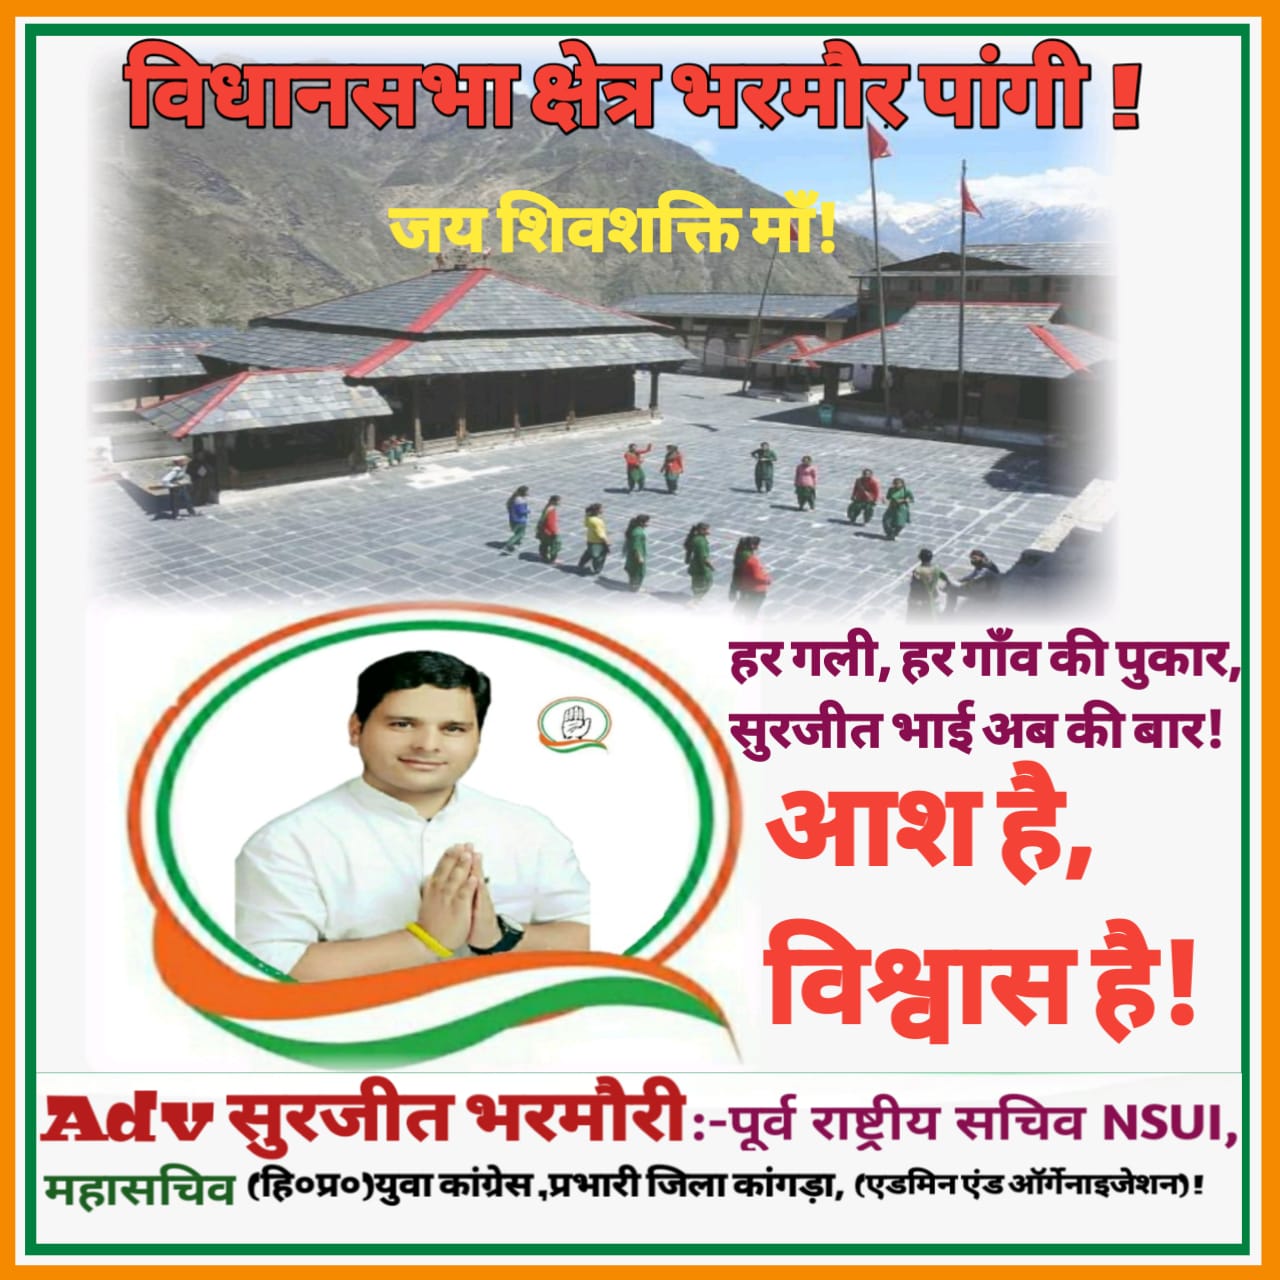 विधानसभा क्षेत्र भरमौर पांगी !
जय शिवशक्ति माँ!
हर गली, हर गाँव की पुकार,
सुरजीत भाई अब की बार!
आश है,
विश्वास है!
Adv सुरजीत भरमौरी:-पूर्व राष्ट्रीय सचिव NSUI,
महासचिव (हि०प्र०)युवा कांग्रेस ,प्रभारी जिला कांगड़ा, (एडमिन एंड ऑर्गेनाइजेशन)!